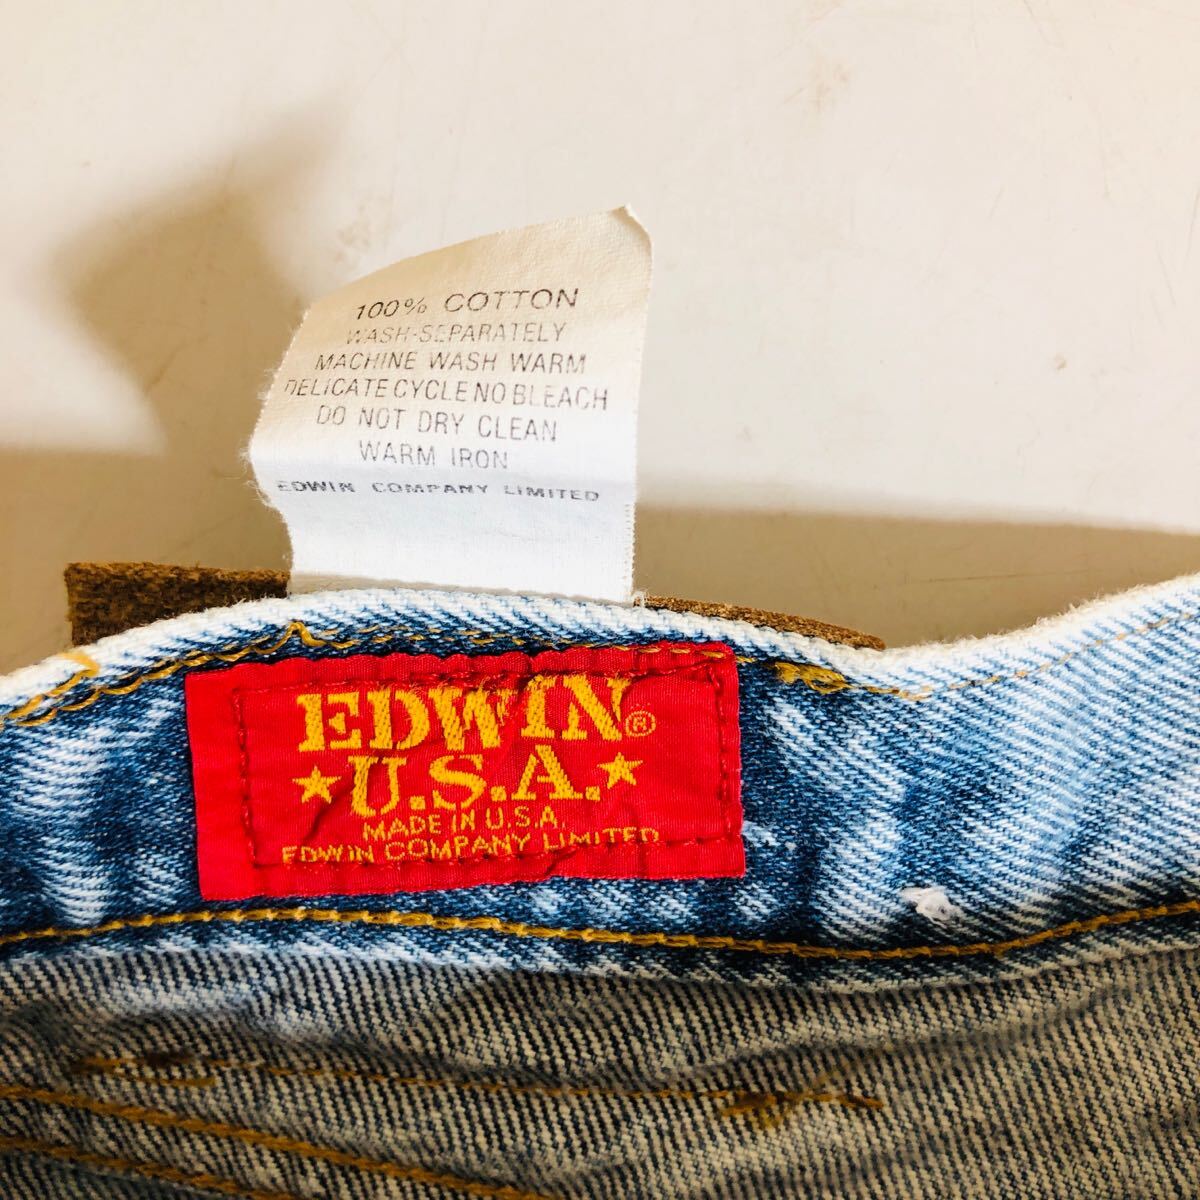 100% COTTON
WASH-SEPARATELY
MACHINE WASH WARM
DELICATE CYCLE NO BLEACH
DO NOT DRY CLEAN
WARM IRON
EDWIN COMPANY LIMITED
EDWIN®
★U.S.A.★
MADE IN U.S.A.
EDWIN COMPANY LIMITED